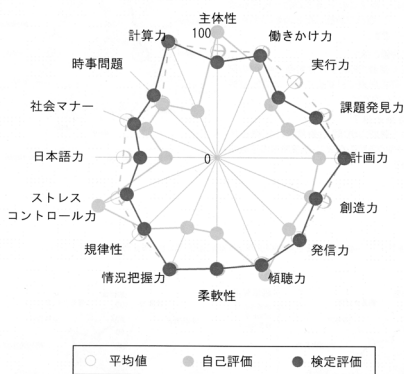 主体性
100
働きかけ力
実行力
課題発見力
計画力
創造力
発信力
傾聴力
柔軟性
情況把握力
規律性
ストレス
コントロール力
日本語力
社会マナー
時事問題
計算力
0
平均値 自己評価 検定評価